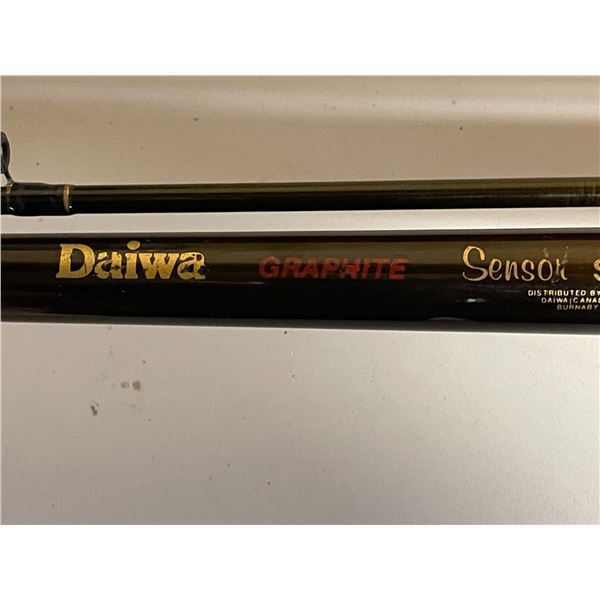 Daiwa GRAPHITE Sensor S
DISTRIBUTED BY
DAIWA (CANAD
BURNABY